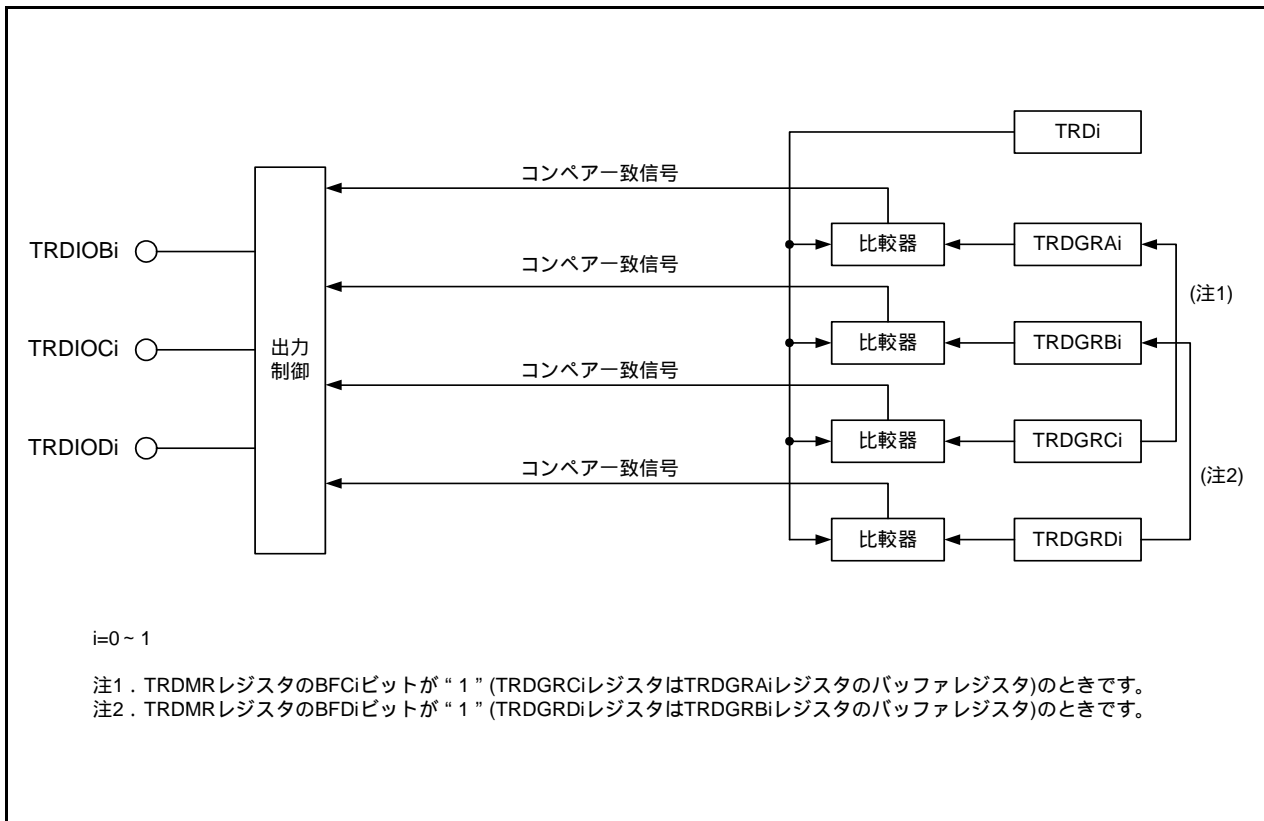 TRDi
コンペア一致信号
比較器
TRDGRAi
TRDIOBi
コンペア一致信号
(注1)
比較器
TRDGRBi
TRDIOCi
出力
制御
コンペア一致信号
比較器
TRDGRCi
TRDIODi
コンペア一致信号
(注2)
比較器
TRDGRDi
i=0~1
注1．TRDMRレジスタのBFCiビットが“1”(TRDGRCiレジスタはTRDGRAiレジスタのバッファレジスタ)のときです。
注2．TRDMRレジスタのBFDiビットが“1”(TRDGRDiレジスタはTRDGRBiレジスタのバッファレジスタ)のときです。